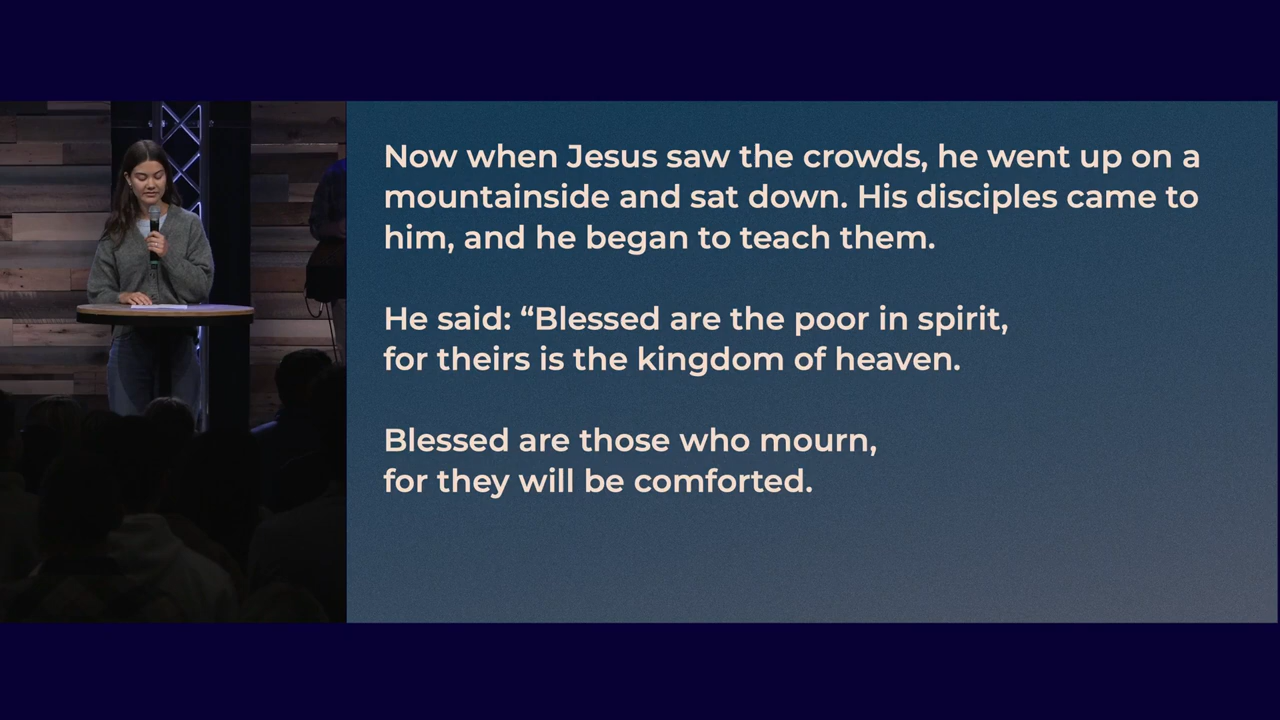 Now when Jesus saw the crowds, he went up on a
mountainside and sat down. His disciples came to
him, and he began to teach them.
He said: “Blessed are the poor in spirit,
for theirs is the kingdom of heaven.
Blessed are those who mourn,
for they will be comforted.